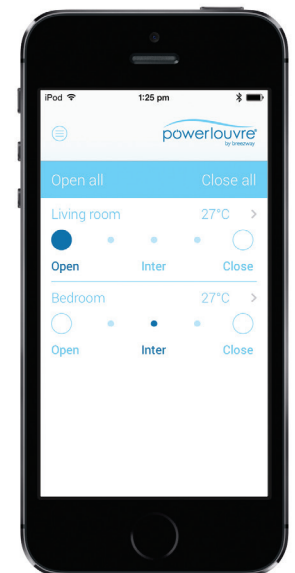 iPod 1:25 pm
powerlouvre®
by breezway
Open all Close all
Living room 27°C >
Open Inter Close
Bedroom 27°C >
Open Inter Close